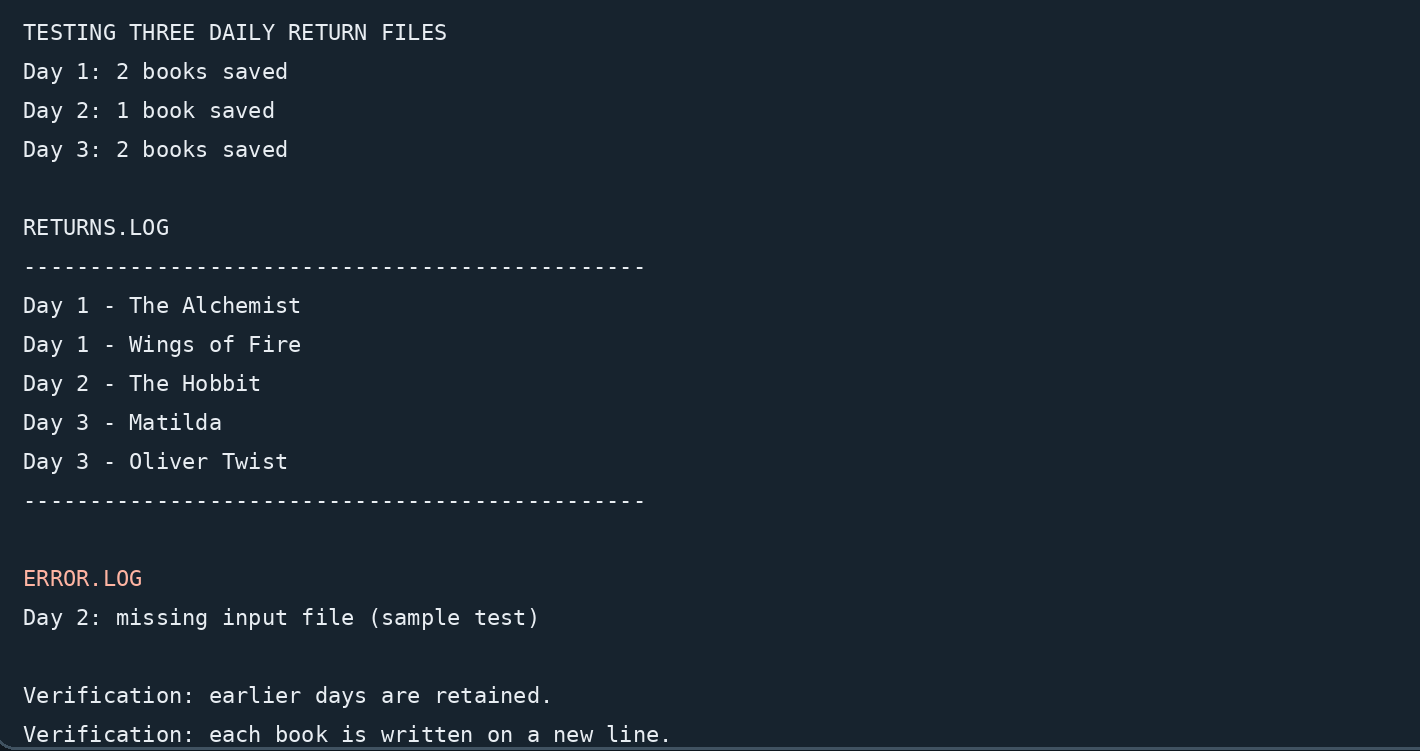 TESTING THREE DAILY RETURN FILES
Day 1: 2 books saved
Day 2: 1 book saved
Day 3: 2 books saved
RETURNS.LOG
-----------------------------------------------
Day 1 - The Alchemist
Day 1 - Wings of Fire
Day 2 - The Hobbit
Day 3 - Matilda
Day 3 - Oliver Twist
-----------------------------------------------
ERROR.LOG
Day 2: missing input file (sample test)
Verification: earlier days are retained.
Verification: each book is written on a new line.